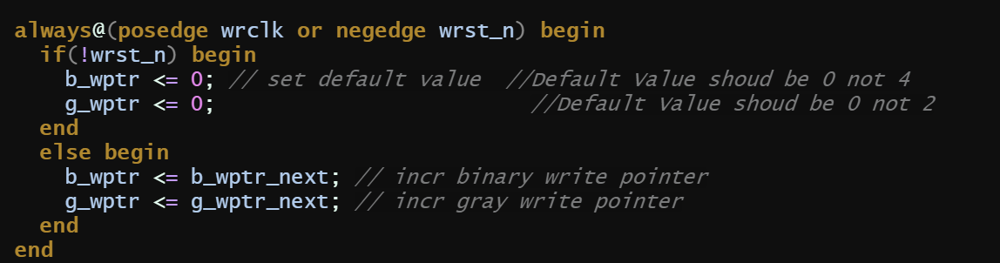 always@(posedge wrclk or negedge wrst_n) begin
if(!wrst_n) begin
b_wptr <= 0; // set default value //Default Value shoud be 0 not 4
g_wptr <= 0; //Default Value shoud be 0 not 2
end
else begin
b_wptr <= b_wptr_next; // incr binary write pointer
g_wptr <= g_wptr_next; // incr gray write pointer
end
end